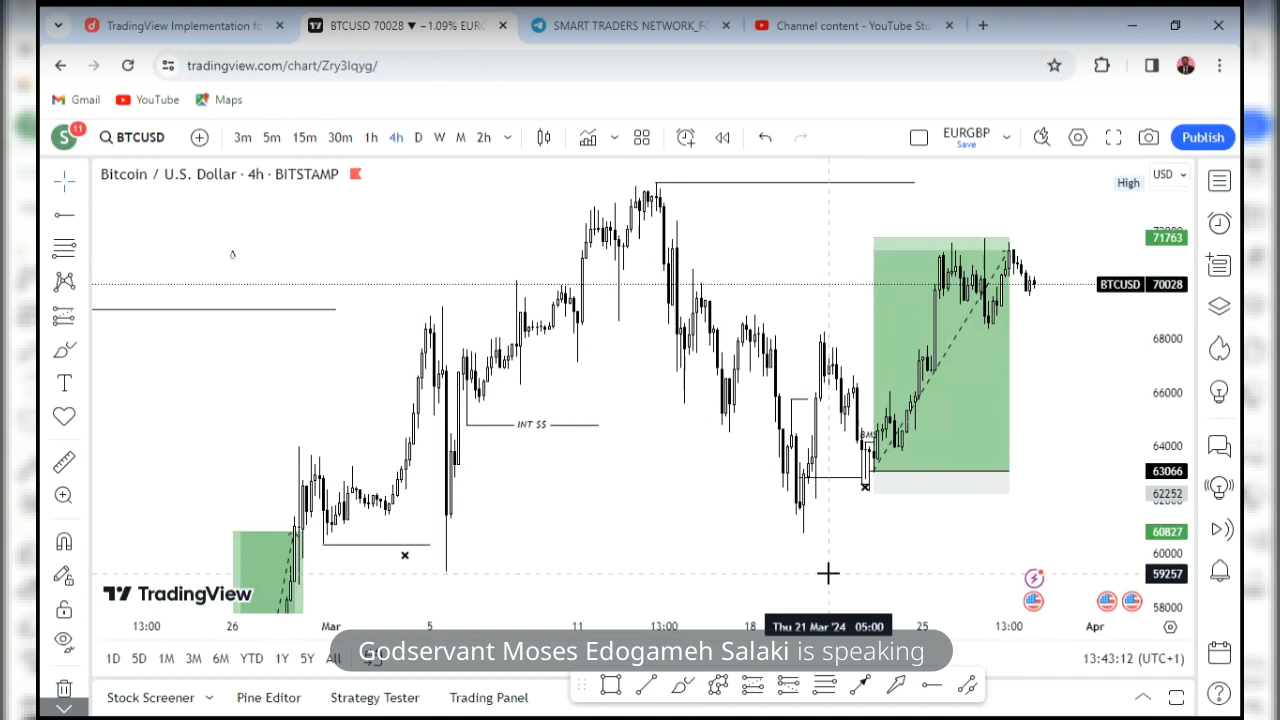 TradingView Implementation fo
BTCUSD 70028 ▼ −1.09% EURG
SMART TRADERS NETWORK_FO
Channel content - YouTube Stu
tradingview.com/chart/Zry3Iqyg/
Gmail YouTube Maps
S 11 BTCUSD 3m 5m 15m 30m 1h 4h D W M 2h EURGBP Save Publish
Bitcoin / U.S. Dollar · 4h · BITSTAMP
High USD
71763
BTCUSD 70028
68000
66000
INT $$
BMS
64000
63066
62252
60827
60000
59257
TradingView
58000
13:00 26 Mar 5 11 13:00 18 Thu 21 Mar '24 05:00 25 13:00 Apr
Godservant Moses Edogameh Salaki is speaking
1D 5D 1M 3M 6M YTD 1Y 5Y All 13:43:12 (UTC+1)
Stock Screener Pine Editor Strategy Tester Trading Panel